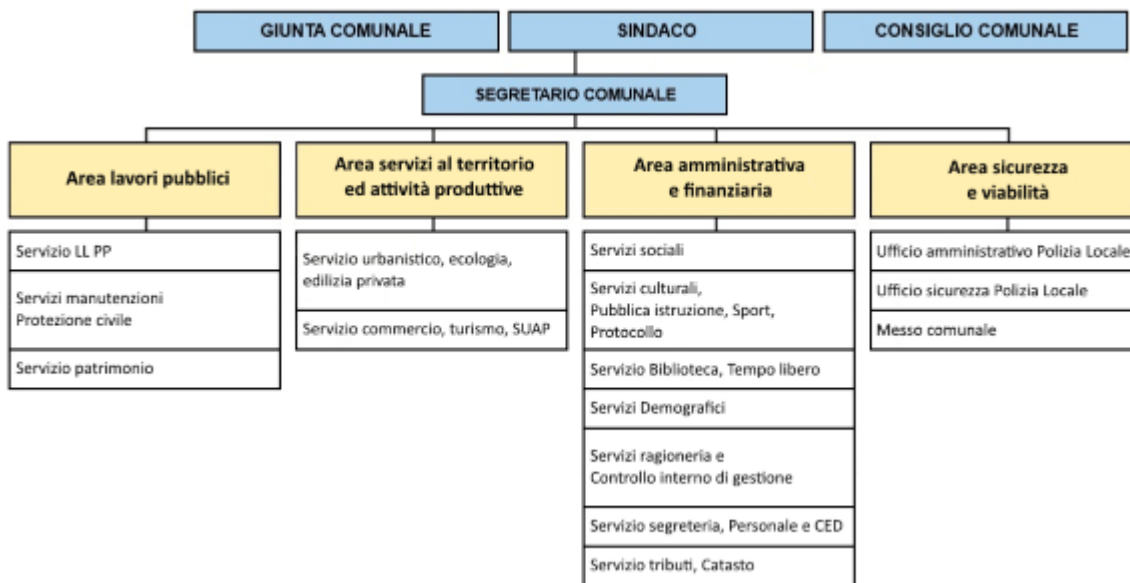 GIUNTA COMUNALE
SINDACO
CONSIGLIO COMUNALE
SEGRETARIO COMUNALE
Area lavori pubblici
Servizio LL PP
Servizi manutenzioni
Protezione civile
Servizio patrimonio
Area servizi al territorio
ed attività produttive
Servizio urbanistico, ecologia,
edilizia privata
Servizio commercio, turismo, SUAP
Area amministrativa
e finanziaria
Servizi sociali
Servizi culturali,
Pubblica istruzione, Sport,
Protocollo
Servizio Biblioteca, Tempo libero
Servizi Demografici
Servizi ragioneria e
Controllo interno di gestione
Servizio segreteria, Personale e CED
Servizio tributi, Catasto
Area sicurezza
e viabilità
Ufficio amministrativo Polizia Locale
Ufficio sicurezza Polizia Locale
Messo comunale